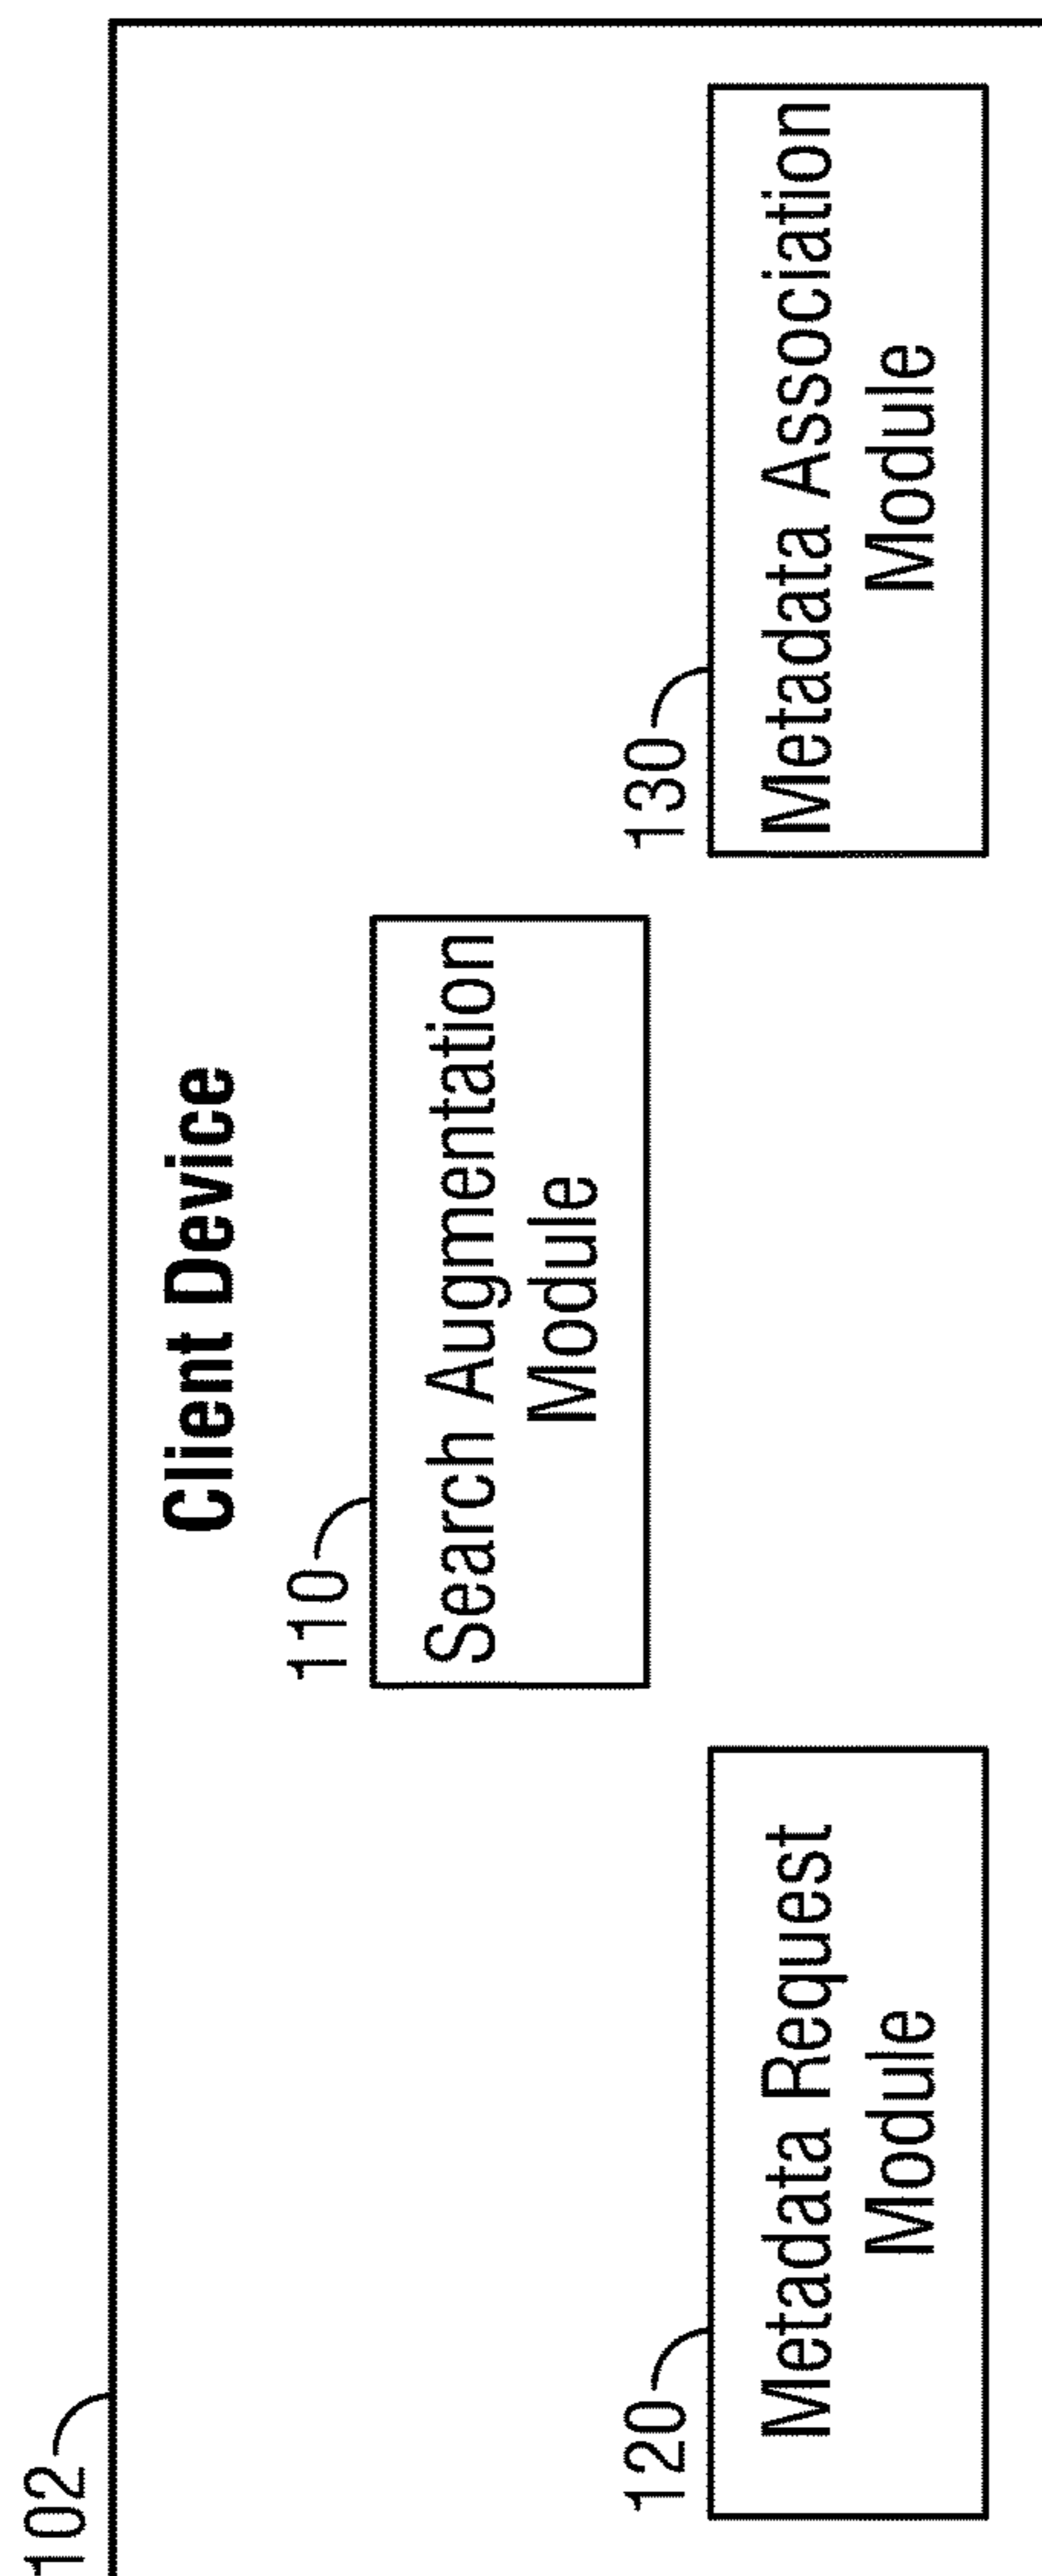 102
Client Device
110
Search Augmentation
Module
120
Metadata Request
Module
130
Metadata Association
Module